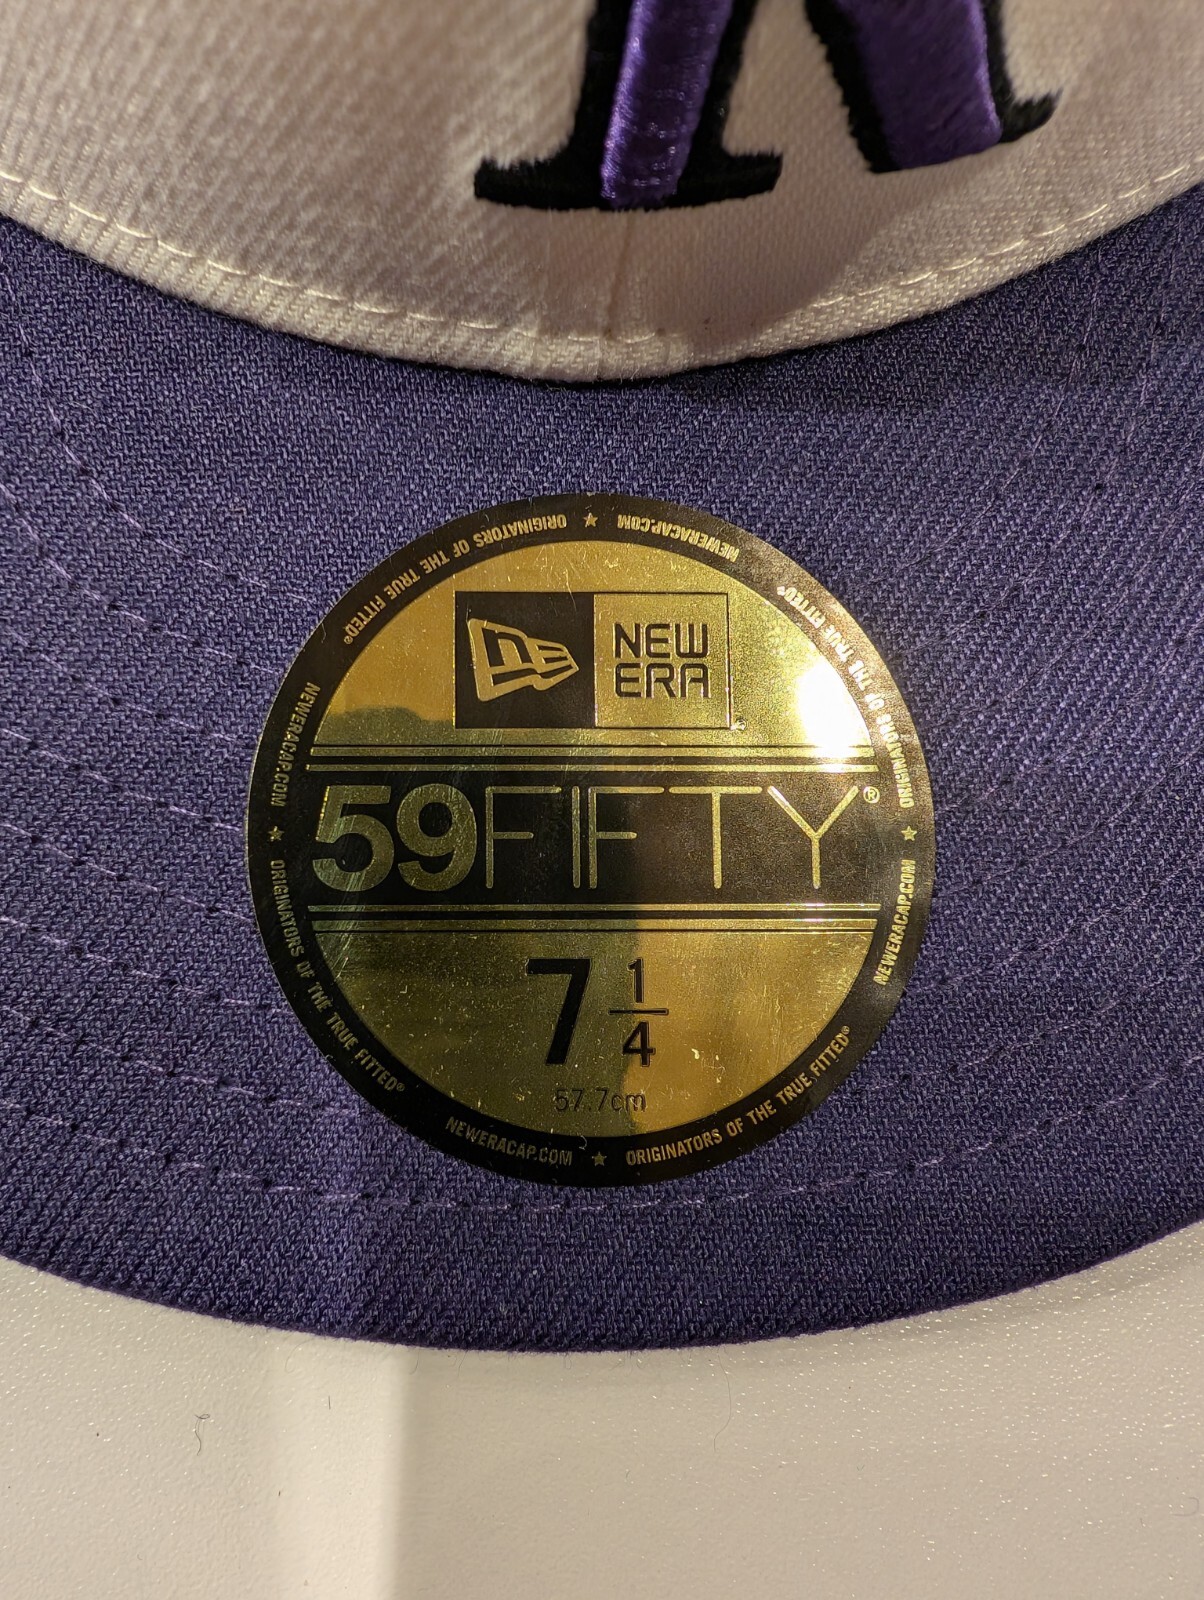 NEW
ERA
59FIFTY®
7 1/4
57.7cm
NEWERACAP.COM ★ ORIGINATORS OF THE TRUE FITTED®
NEWERACAP.COM ★ ORIGINATORS OF THE TRUE FITTED®
NEWERACAP.COM ★ ORIGINATORS OF THE TRUE FITTED®
NEWERACAP.COM ★ ORIGINATORS OF THE TRUE FITTED®